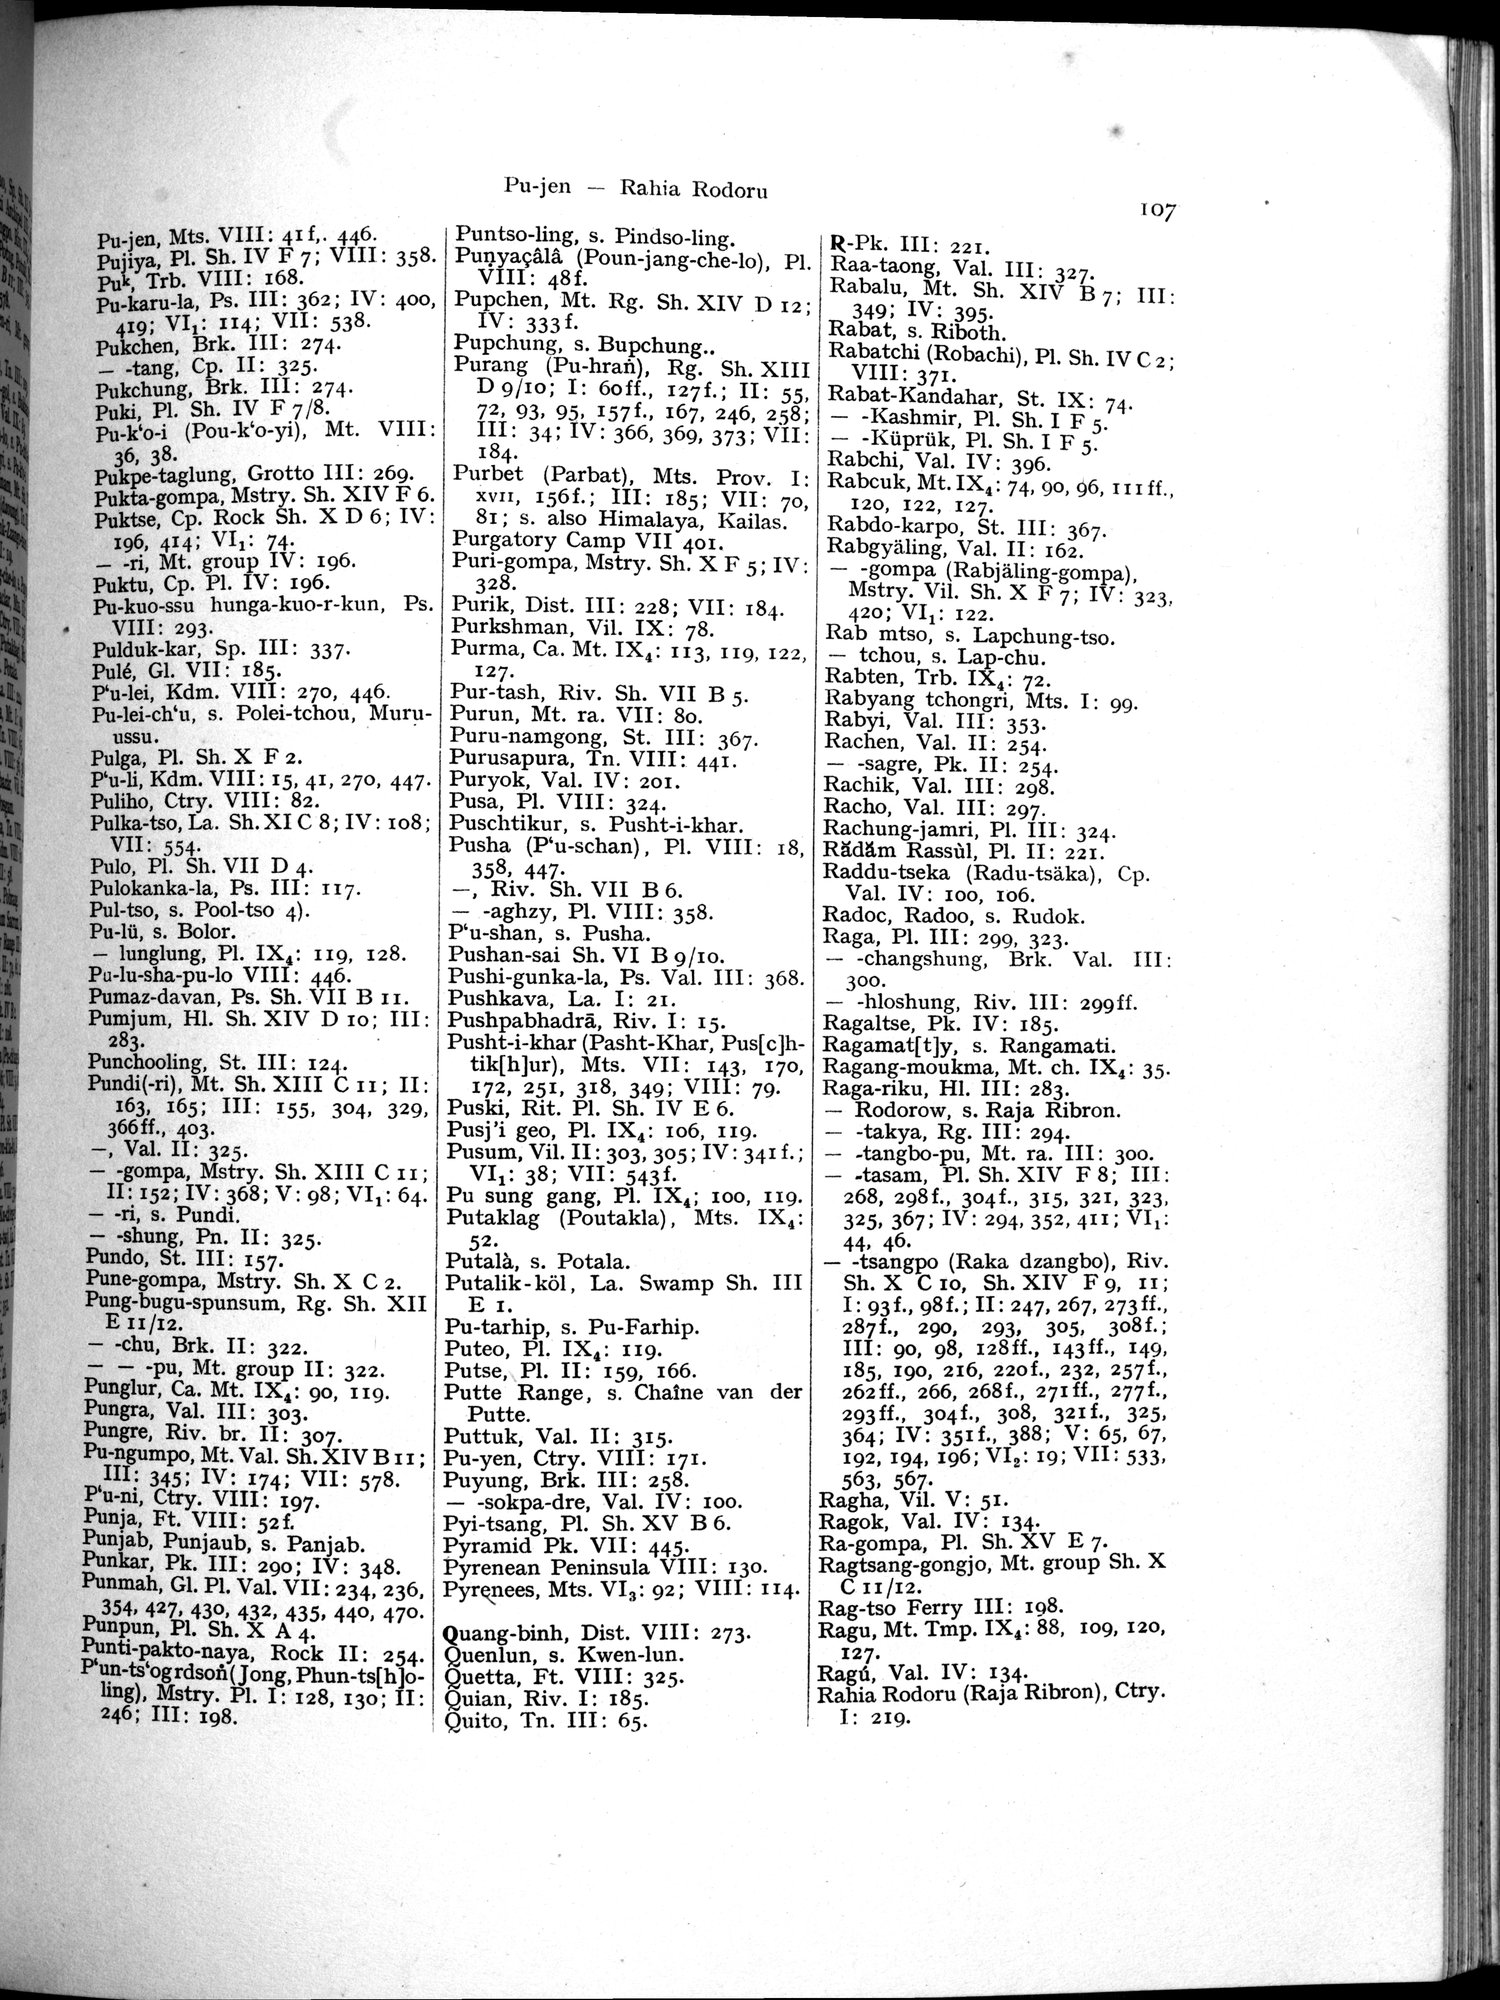 Pu-jen — Rahia Rodoru
107
Pu-jen, Mts. VIII: 41f,. 446.
Pujiya, Pl. Sh. IV F 7; VIII: 358.
Puk, Trb. VIII: 168.
Pu-karu-la, Ps. III: 362; IV: 400,
419; VI₁: 114; VII: 538.
Pukchen, Brk. III: 274.
— -tang, Cp. II: 325.
Pukchung, Brk. III: 274.
Puki, Pl. Sh. IV F 7/8.
Pu-k‘o-i (Pou-k‘o-yi), Mt. VIII:
36, 38.
Pukpe-taglung, Grotto III: 269.
Pukta-gompa, Mstry. Sh. XIV F 6.
Puktse, Cp. Rock Sh. X D 6; IV:
196, 414; VI₁: 74.
— -ri, Mt. group IV: 196.
Puktu, Cp. Pl. IV: 196.
Pu-kuo-ssu hunga-kuo-r-kun, Ps.
VIII: 293.
Pulduk-kar, Sp. III: 337.
Pulé, Gl. VII: 185.
P‘u-lei, Kdm. VIII: 270, 446.
Pu-lei-ch‘u, s. Polei-tchou, Muru-
ussu.
Pulga, Pl. Sh. X F 2.
P‘u-li, Kdm. VIII: 15, 41, 270, 447.
Puliho, Ctry. VIII: 82.
Pulka-tso, La. Sh. XI C 8; IV: 108;
VII: 554.
Pulo, Pl. Sh. VII D 4.
Pulokanka-la, Ps. III: 117.
Pul-tso, s. Pool-tso 4).
Pu-lü, s. Bolor.
— lunglung, Pl. IX₄: 119, 128.
Pu-lu-sha-pu-lo VIII: 446.
Pumaz-davan, Ps. Sh. VII B 11.
Pumjum, Hl. Sh. XIV D 10; III:
283.
Punchooling, St. III: 124.
Pundi(-ri), Mt. Sh. XIII C 11; II:
163, 165; III: 155, 304, 329,
366ff., 403.
—, Val. II: 325.
— -gompa, Mstry. Sh. XIII C 11;
II: 152; IV: 368; V: 98; VI₁: 64.
— -ri, s. Pundi.
— -shung, Pn. II: 325.
Pundo, St. III: 157.
Pune-gompa, Mstry. Sh. X C 2.
Pung-bugu-spunsum, Rg. Sh. XII
E 11/12.
— -chu, Brk. II: 322.
— — -pu, Mt. group II: 322.
Punglur, Ca. Mt. IX₄: 90, 119.
Pungra, Val. III: 303.
Pungre, Riv. br. II: 307.
Pu-ngumpo, Mt. Val. Sh. XIV B 11;
III: 345; IV: 174; VII: 578.
P‘u-ni, Ctry. VIII: 197.
Punja, Ft. VIII: 52f.
Punjab, Punjaub, s. Panjab.
Punkar, Pk. III: 290; IV: 348.
Punmah, Gl. Pl. Val. VII: 234, 236,
354, 427, 430, 432, 435, 440, 470.
Punpun, Pl. Sh. X A 4.
Punti-pakto-naya, Rock II: 254.
P‘un-ts‘ogrdsoṅ (Jong, Phun-ts[h]o-
ling), Mstry. Pl. I: 128, 130; II:
246; III: 198.
Puntso-ling, s. Pindso-ling.
Puṇyaçâlâ (Poun-jang-che-lo), Pl.
VIII: 48f.
Pupchen, Mt. Rg. Sh. XIV D 12;
IV: 333f.
Pupchung, s. Bupchung..
Purang (Pu-hraṅ), Rg. Sh. XIII
D 9/10; I: 60ff., 127f.; II: 55,
72, 93, 95, 157f., 167, 246, 258;
III: 34; IV: 366, 369, 373; VII:
184.
Purbet (Parbat), Mts. Prov. I:
XVII, 156f.; III: 185; VII: 70,
81; s. also Himalaya, Kailas.
Purgatory Camp VII 401.
Puri-gompa, Mstry. Sh. X F 5; IV:
328.
Purik, Dist. III: 228; VII: 184.
Purkshman, Vil. IX: 78.
Purma, Ca. Mt. IX₄: 113, 119, 122,
127.
Pur-tash, Riv. Sh. VII B 5.
Purun, Mt. ra. VII: 80.
Puru-namgong, St. III: 367.
Purusapura, Tn. VIII: 441.
Puryok, Val. IV: 201.
Pusa, Pl. VIII: 324.
Puschtikur, s. Pusht-i-khar.
Pusha (P‘u-schan), Pl. VIII: 18,
358, 447.
—, Riv. Sh. VII B 6.
— -aghzy, Pl. VIII: 358.
P‘u-shan, s. Pusha.
Pushan-sai Sh. VI B 9/10.
Pushi-gunka-la, Ps. Val. III: 368.
Pushkava, La. I: 21.
Pushpabhadrā, Riv. I: 15.
Pusht-i-khar (Pasht-Khar, Pus[c]h-
tik[h]ur), Mts. VII: 143, 170,
172, 251, 318, 349; VIII: 79.
Puski, Rit. Pl. Sh. IV E 6.
Pusj’i geo, Pl. IX₄: 106, 119.
Pusum, Vil. II: 303, 305; IV: 341f.;
VI₁: 38; VII: 543f.
Pu sung gang, Pl. IX₄; 100, 119.
Putaklag (Poutakla), Mts. IX₄:
52.
Putalà, s. Potala.
Putalik-köl, La. Swamp Sh. III
E 1.
Pu-tarhip, s. Pu-Farhip.
Puteo, Pl. IX₄: 119.
Putse, Pl. II: 159, 166.
Putte Range, s. Chaîne van der
Putte.
Puttuk, Val. II: 315.
Pu-yen, Ctry. VIII: 171.
Puyung, Brk. III: 258.
— -sokpa-dre, Val. IV: 100.
Pyi-tsang, Pl. Sh. XV B 6.
Pyramid Pk. VII: 445.
Pyrenean Peninsula VIII: 130.
Pyrenees, Mts. VI₃: 92; VIII: 114.
Quang-binh, Dist. VIII: 273.
Quenlun, s. Kwen-lun.
Quetta, Ft. VIII: 325.
Quian, Riv. I: 185.
Quito, Tn. III: 65.
R-Pk. III: 221.
Raa-taong, Val. III: 327.
Rabalu, Mt. Sh. XIV B 7; III:
349; IV: 395.
Rabat, s. Riboth.
Rabatchi (Robachi), Pl. Sh. IV C 2;
VIII: 371.
Rabat-Kandahar, St. IX: 74.
— -Kashmir, Pl. Sh. I F 5.
— -Küprük, Pl. Sh. I F 5.
Rabchi, Val. IV: 396.
Rabcuk, Mt. IX₄: 74, 90, 96, 111ff.,
120, 122, 127.
Rabdo-karpo, St. III: 367.
Rabgyäling, Val. II: 162.
— -gompa (Rabjäling-gompa),
Mstry. Vil. Sh. X F 7; IV: 323,
420; VI₁: 122.
Rab mtso, s. Lapchung-tso.
— tchou, s. Lap-chu.
Rabten, Trb. IX₄: 72.
Rabyang tchongri, Mts. I: 99.
Rabyi, Val. III: 353.
Rachen, Val. II: 254.
— -sagre, Pk. II: 254.
Rachik, Val. III: 298.
Racho, Val. III: 297.
Rachung-jamri, Pl. III: 324.
Rădăm Rassùl, Pl. II: 221.
Raddu-tseka (Radu-tsäka), Cp.
Val. IV: 100, 106.
Radoc, Radoo, s. Rudok.
Raga, Pl. III: 299, 323.
— -changshung, Brk. Val. III:
300.
— -hloshung, Riv. III: 299ff.
Ragaltse, Pk. IV: 185.
Ragamat[t]y, s. Rangamati.
Ragang-moukma, Mt. ch. IX₄: 35.
Raga-riku, Hl. III: 283.
— Rodorow, s. Raja Ribron.
— -takya, Rg. III: 294.
— -tangbo-pu, Mt. ra. III: 300.
— -tasam, Pl. Sh. XIV F 8; III:
268, 298f., 304f., 315, 321, 323,
325, 367; IV: 294, 352, 411; VI₁:
44, 46.
— -tsangpo (Raka dzangbo), Riv.
Sh. X C 10, Sh. XIV F 9, 11;
I: 93f., 98f.; II: 247, 267, 273ff.,
287f., 290, 293, 305, 308f.;
III: 90, 98, 128ff., 143ff., 149,
185, 190, 216, 220f., 232, 257f.,
262ff., 266, 268f., 271ff., 277f.,
293ff., 304f., 308, 321f., 325,
364; IV: 351f., 388; V: 65, 67,
192, 194, 196; VI₂: 19; VII: 533,
563, 567.
Ragha, Vil. V: 51.
Ragok, Val. IV: 134.
Ra-gompa, Pl. Sh. XV E 7.
Ragtsang-gongjo, Mt. group Sh. X
C 11/12.
Rag-tso Ferry III: 198.
Ragu, Mt. Tmp. IX₄: 88, 109, 120,
127.
Ragú, Val. IV: 134.
Rahia Rodoru (Raja Ribron), Ctry.
I: 219.